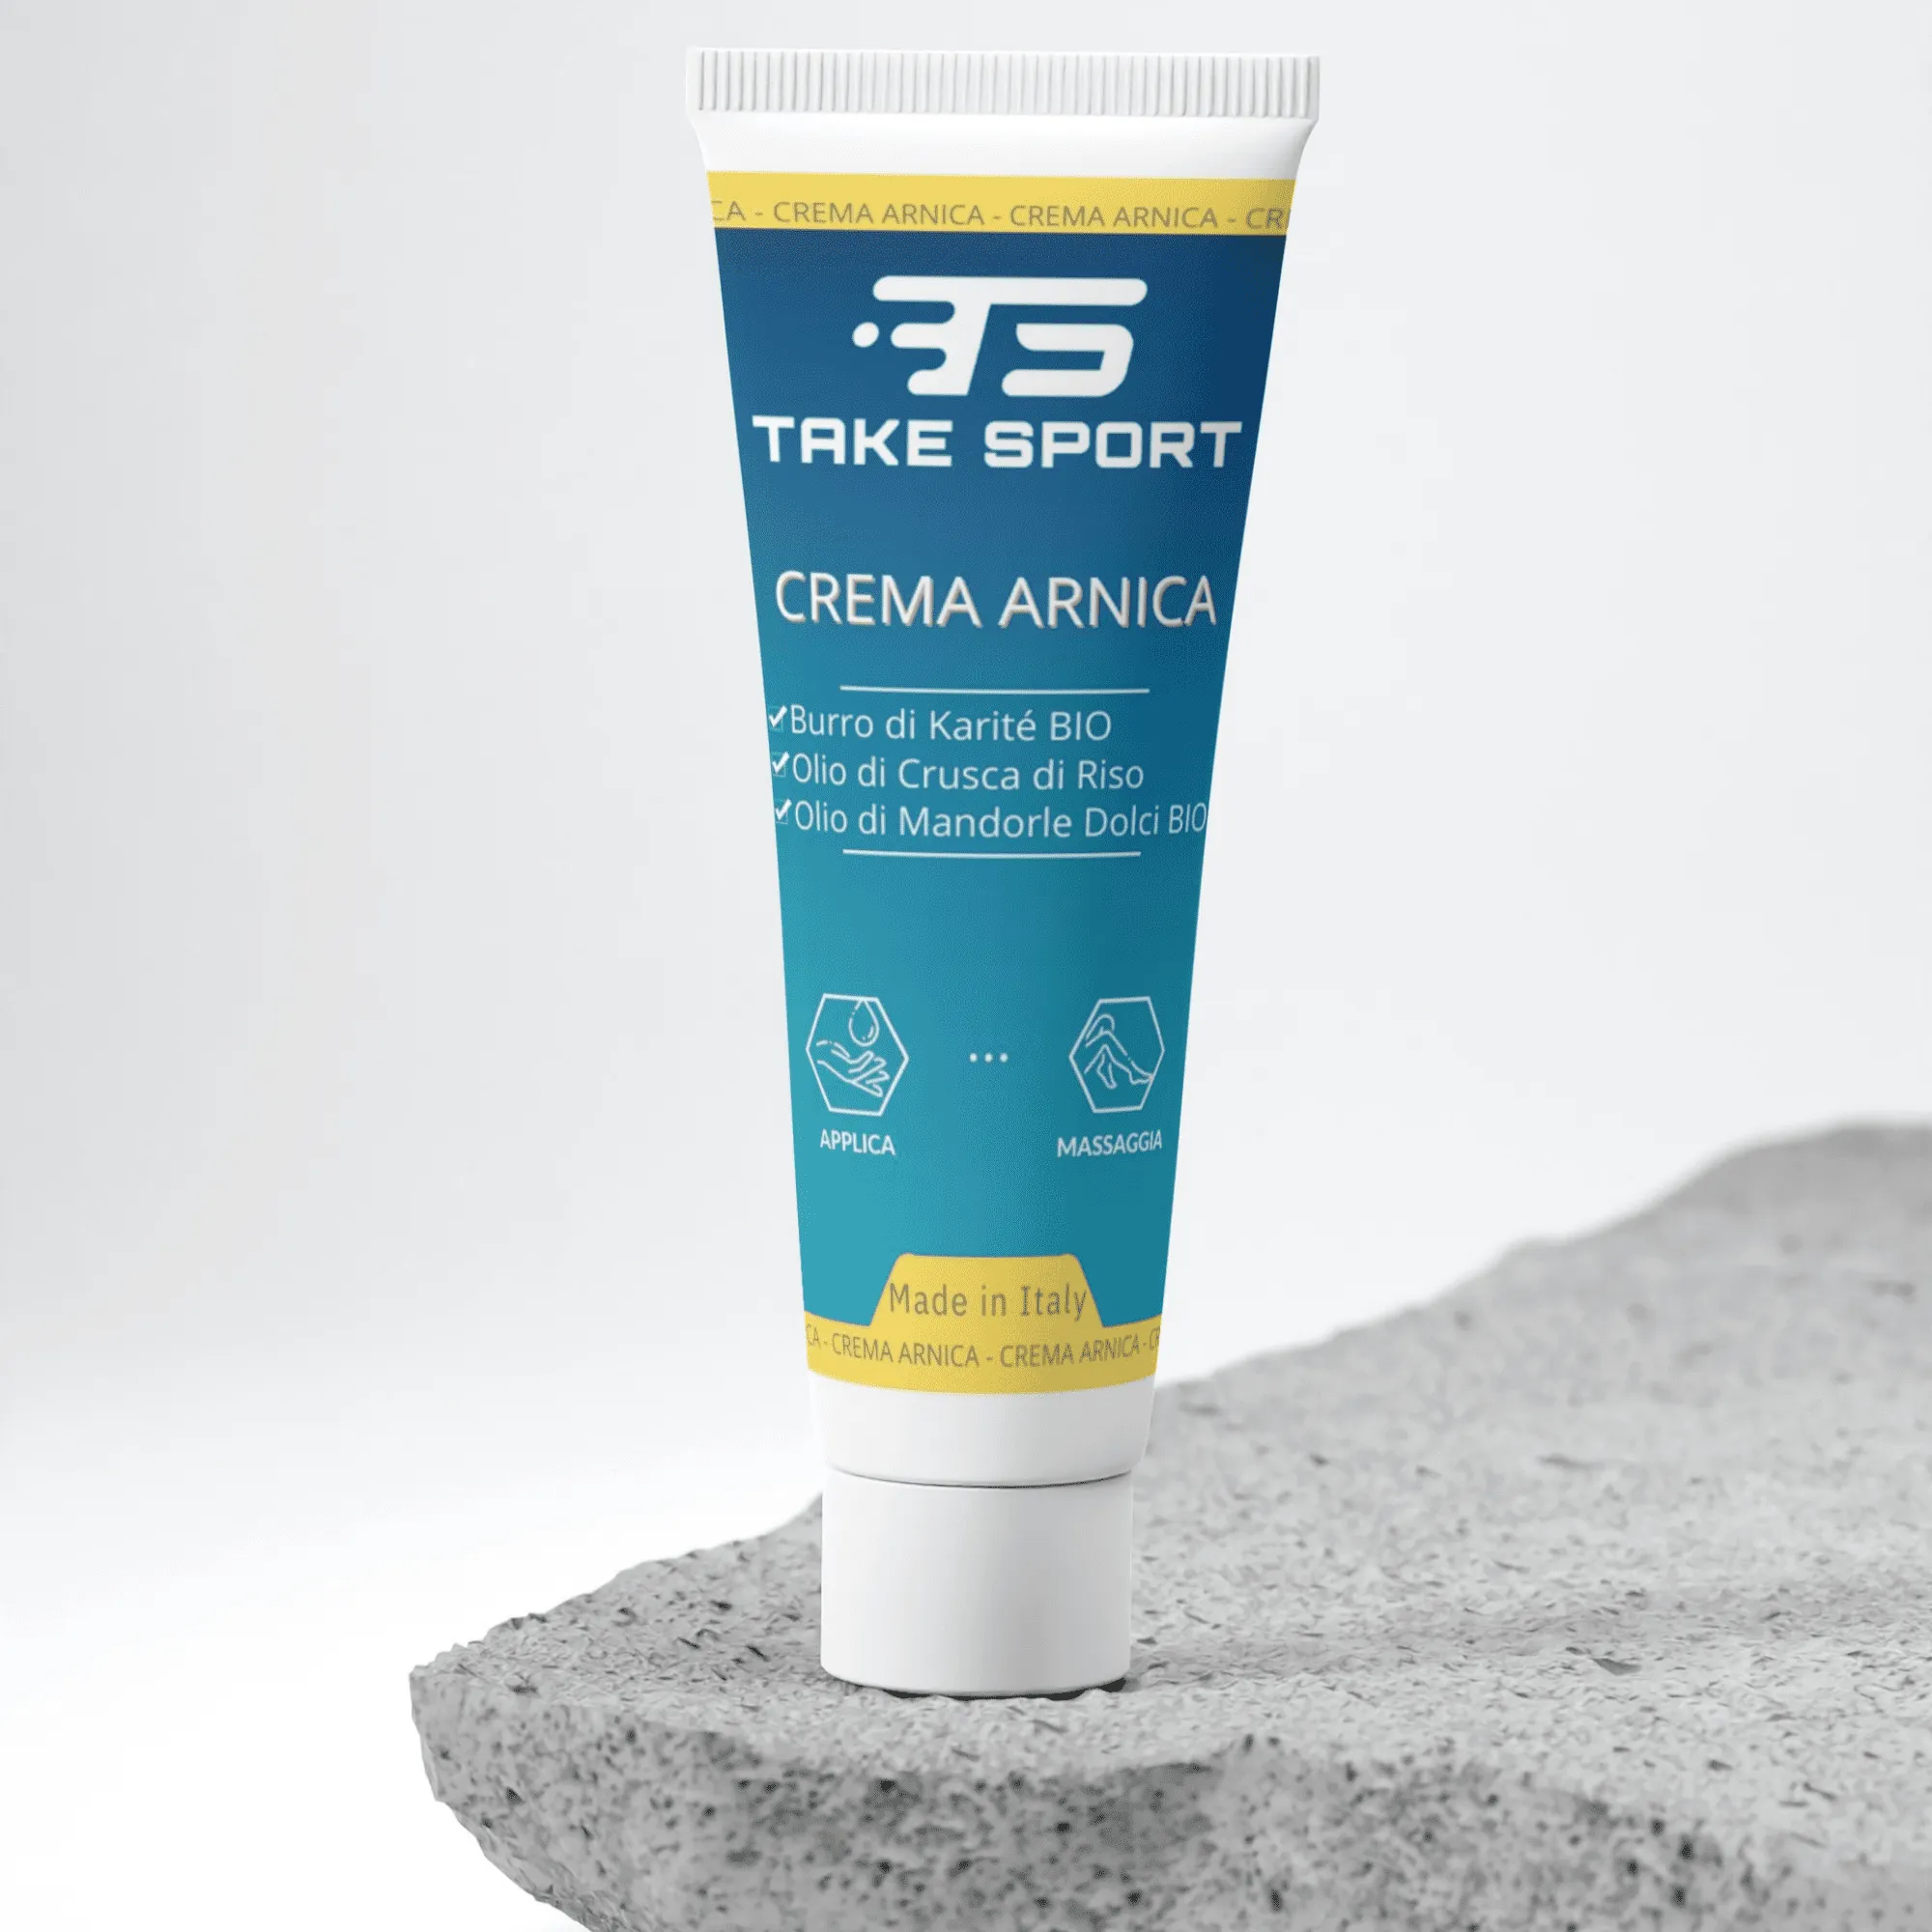 CA - CREMA ARNICA - CREMA ARNICA - CR
TS
TAKE SPORT
CREMA ARNICA
Burro di Karité BIO
Olio di Crusca di Riso
Olio di Mandorle Dolci BIO
...
APPLICA
MASSAGGIA
Made in Italy
CA - CREMA ARNICA - CREMA ARNICA - CR